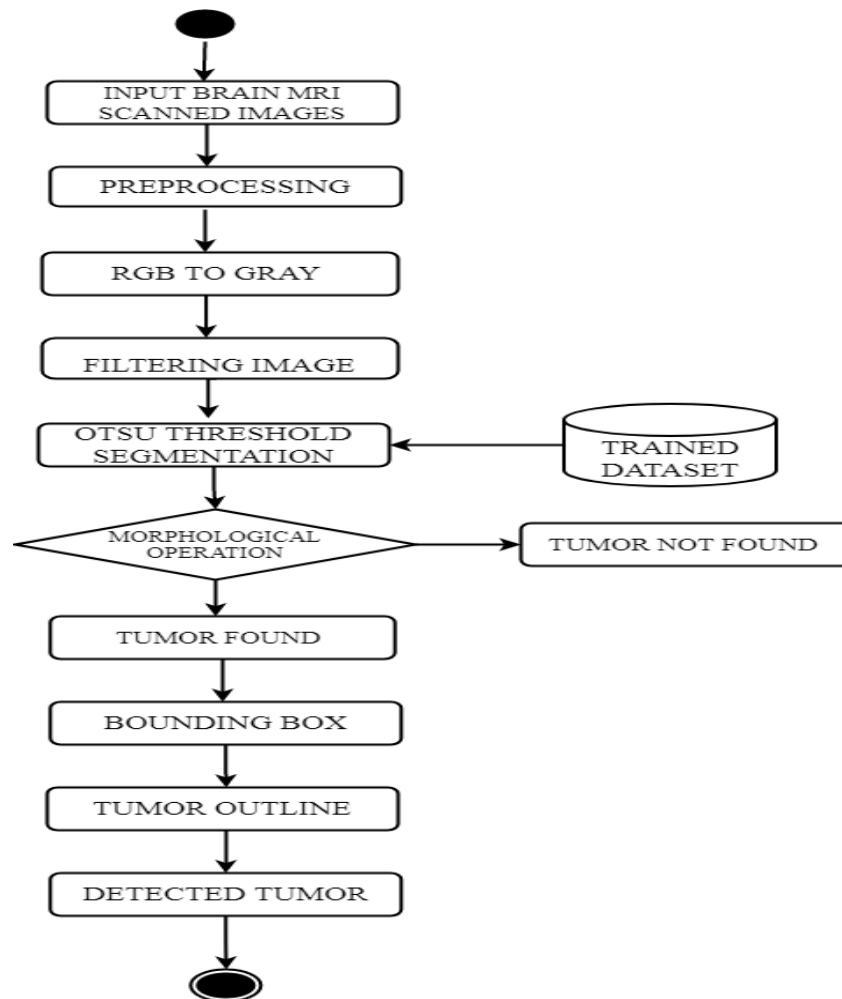 INPUT BRAIN MRI
SCANNED IMAGES
PREPROCESSING
RGB TO GRAY
FILTERING IMAGE
OTSU THRESHOLD
SEGMENTATION
TRAINED
DATASET
MORPHOLOGICAL
OPERATION
TUMOR NOT FOUND
TUMOR FOUND
BOUNDING BOX
TUMOR OUTLINE
DETECTED TUMOR